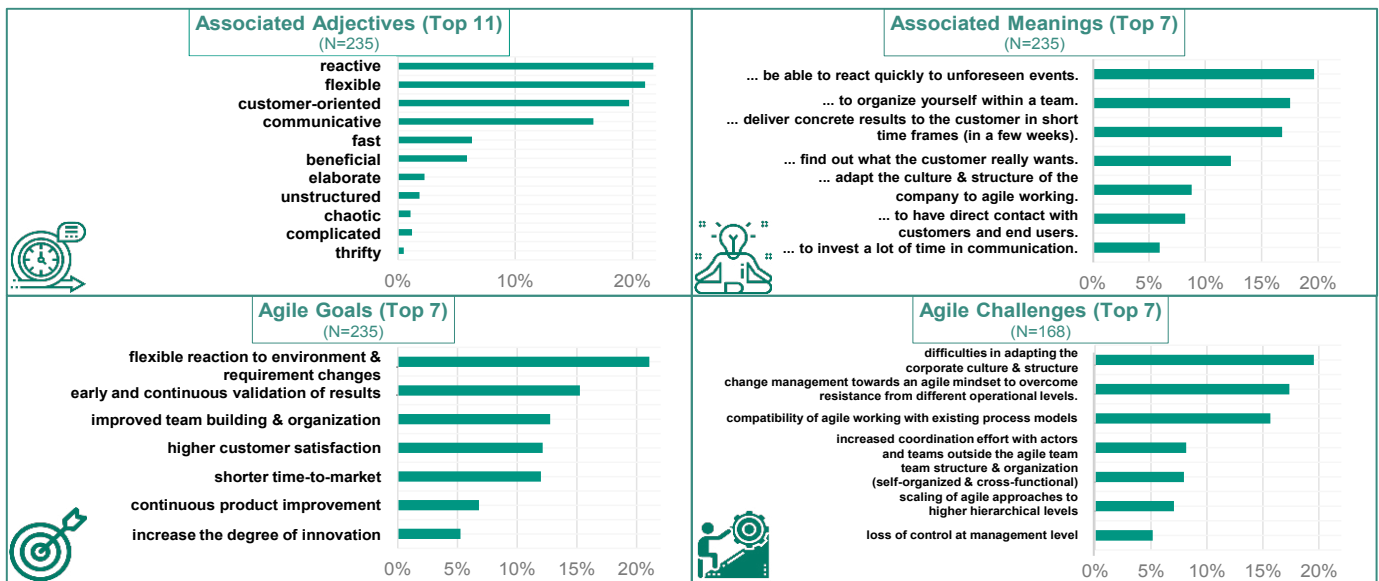 Associated Adjectives (Top 11)
(N=235)
reactive
flexible
customer-oriented
communicative
fast
beneficial
elaborate
unstructured
chaotic
complicated
thrifty
0% 10% 20%
Associated Meanings (Top 7)
(N=235)
... be able to react quickly to unforeseen events.
... to organize yourself within a team.
... deliver concrete results to the customer in short
time frames (in a few weeks).
... find out what the customer really wants.
... adapt the culture & structure of the
company to agile working.
... to have direct contact with
customers and end users.
... to invest a lot of time in communication.
0% 5% 10% 15% 20%
Agile Goals (Top 7)
(N=235)
flexible reaction to environment &
requirement changes
early and continuous validation of results
improved team building & organization
higher customer satisfaction
shorter time-to-market
continuous product improvement
increase the degree of innovation
0% 5% 10% 15% 20%
Agile Challenges (Top 7)
(N=168)
difficulties in adapting the
corporate culture & structure
change management towards an agile mindset to overcome
resistance from different operational levels.
compatibility of agile working with existing process models
increased coordination effort with actors
and teams outside the agile team
team structure & organization
(self-organized & cross-functional)
scaling of agile approaches to
higher hierarchical levels
loss of control at management level
0% 5% 10% 15% 20%